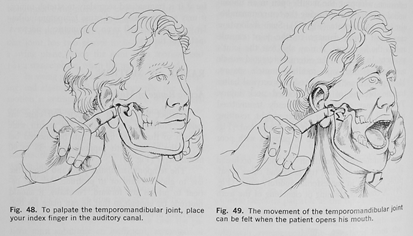 Fig. 48. To palpate the temporomandibular joint, place
your index finger in the auditory canal.
Fig. 49. The movement of the temporomandibular joint
can be felt when the patient opens his mouth.